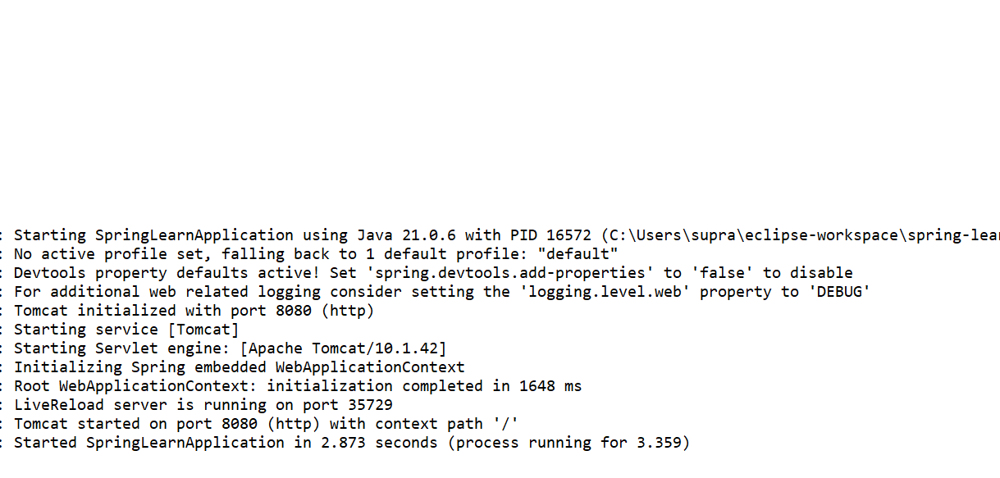 : Starting SpringLearnApplication using Java 21.0.6 with PID 16572 (C:\Users\supra\eclipse-workspace\spring-lear
: No active profile set, falling back to 1 default profile: "default"
: Devtools property defaults active! Set 'spring.devtools.add-properties' to 'false' to disable
: For additional web related logging consider setting the 'logging.level.web' property to 'DEBUG'
: Tomcat initialized with port 8080 (http)
: Starting service [Tomcat]
: Starting Servlet engine: [Apache Tomcat/10.1.42]
: Initializing Spring embedded WebApplicationContext
: Root WebApplicationContext: initialization completed in 1648 ms
: LiveReload server is running on port 35729
: Tomcat started on port 8080 (http) with context path '/'
: Started SpringLearnApplication in 2.873 seconds (process running for 3.359)